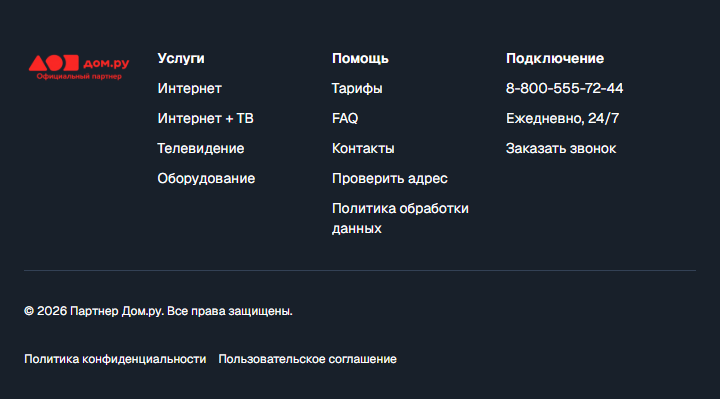 дом.ру
Официальный партнер
Услуги
Интернет
Интернет + ТВ
Телевидение
Оборудование
Помощь
Тарифы
FAQ
Контакты
Проверить адрес
Политика обработки
данных
Подключение
8-800-555-72-44
Ежедневно, 24/7
Заказать звонок
© 2026 Партнер Дом.ру. Все права защищены.
Политика конфиденциальности Пользовательское соглашение